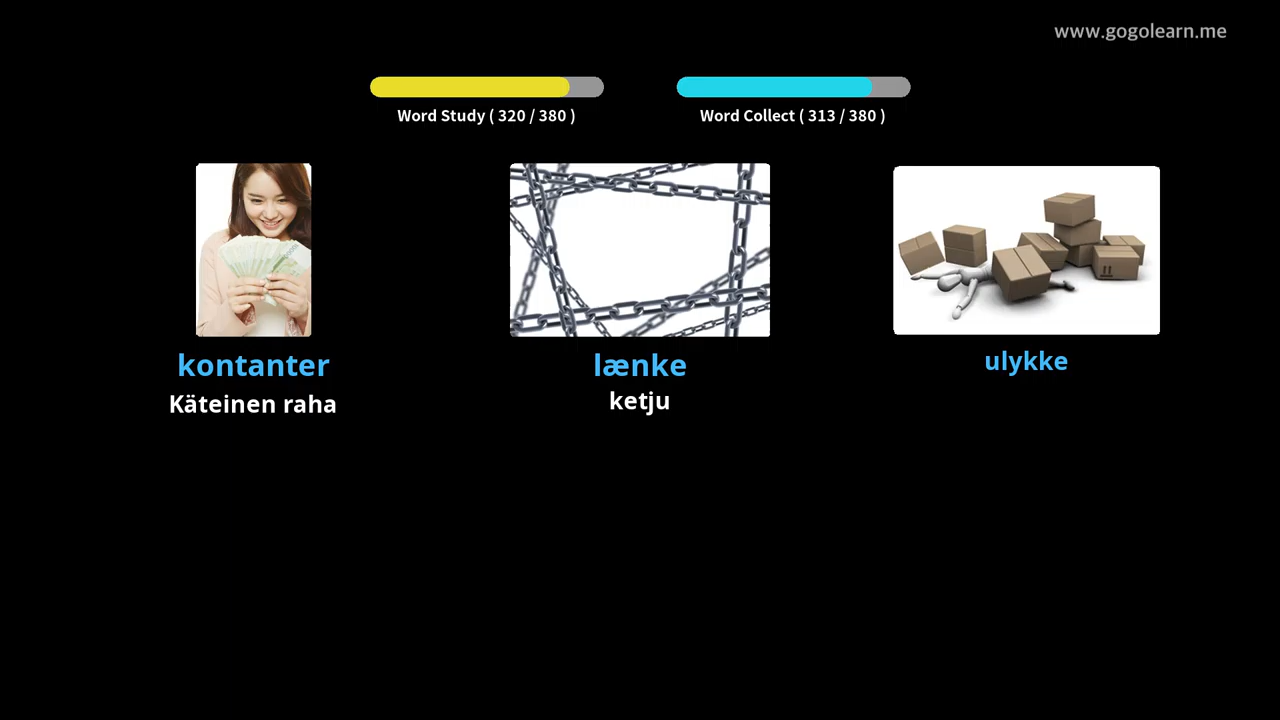 www.gogolearn.me
Word Study ( 320 / 380 )
Word Collect ( 313 / 380 )
kontanter
Käteinen raha
lænke
ketju
ulykke